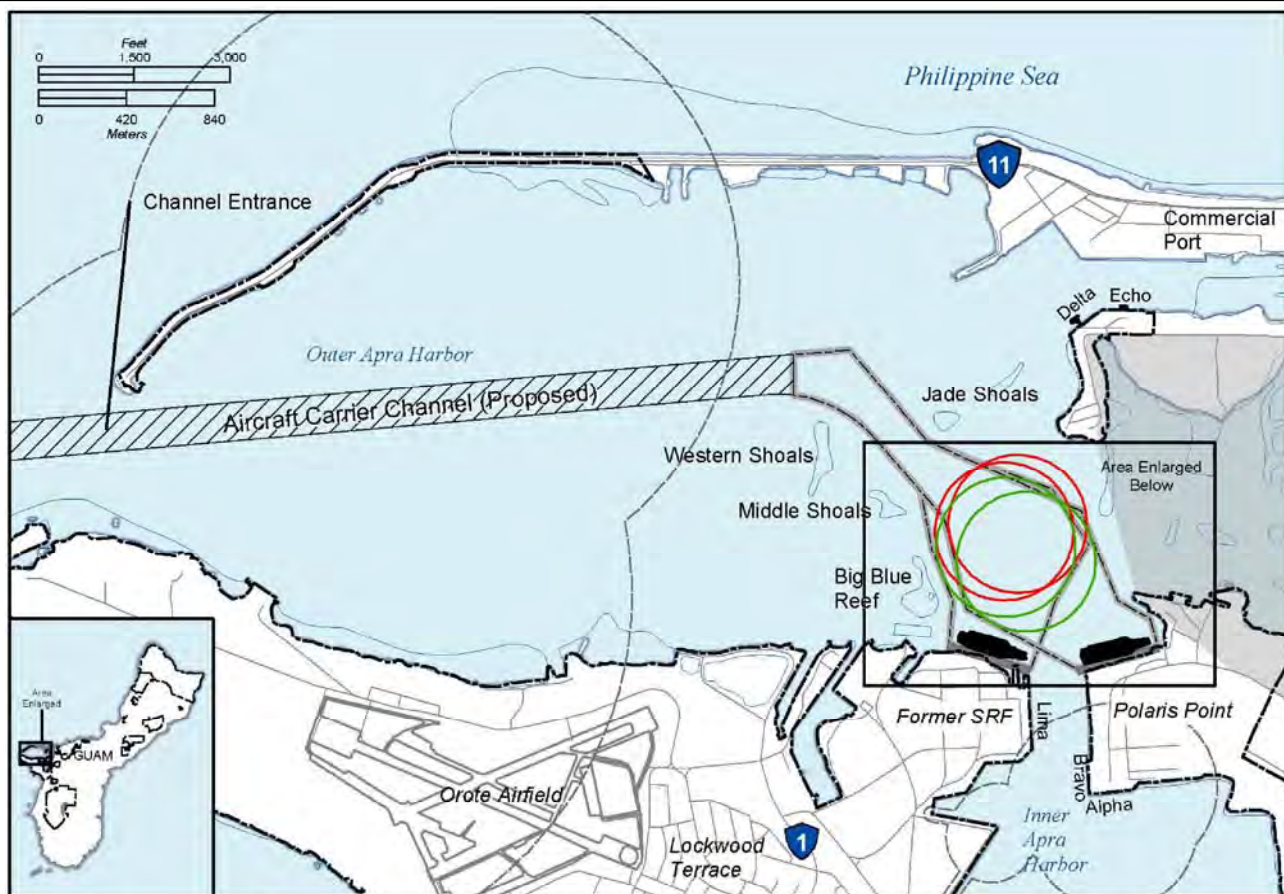 Feet
0 1,500 3,000
0 420 840
Meters
Philippine Sea
11
Channel Entrance
Commercial
Port
Delta
Echo
Outer Apra Harbor
Aircraft Carrier Channel (Proposed)
Jade Shoals
Western Shoals
Area Enlarged
Below
Middle Shoals
Big Blue
Reef
Area
Enlarged
GUAM
Former SRF
Lima
Polaris Point
Bravo
Alpha
Orote Airfield
Inner
Apra
Harbor
Lockwood
Terrace
1